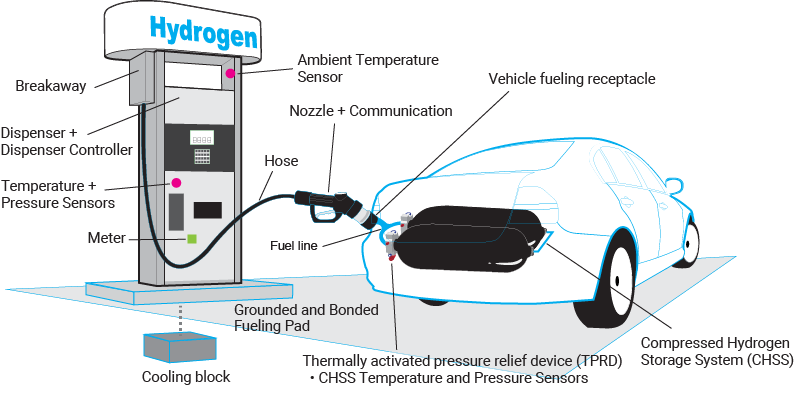 Hydrogen
Ambient Temperature
Sensor
Breakaway
Vehicle fueling receptacle
Nozzle + Communication
Dispenser +
Dispenser Controller
Hose
Temperature +
Pressure Sensors
Meter
Fuel line
Grounded and Bonded
Fueling Pad
Compressed Hydrogen
Storage System (CHSS)
Thermally activated pressure relief device (TPRD)
・CHSS Temperature and Pressure Sensors
Cooling block